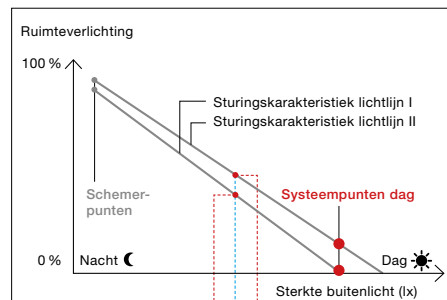 Ruimteverlichting
100 %
Sturingskarakteristiek lichtlijn I
Sturingskarakteristiek lichtlijn II
Schemer-
punten
Systeempunten dag
0 %
Nacht
Dag
Sterkte buitenlicht (lx)